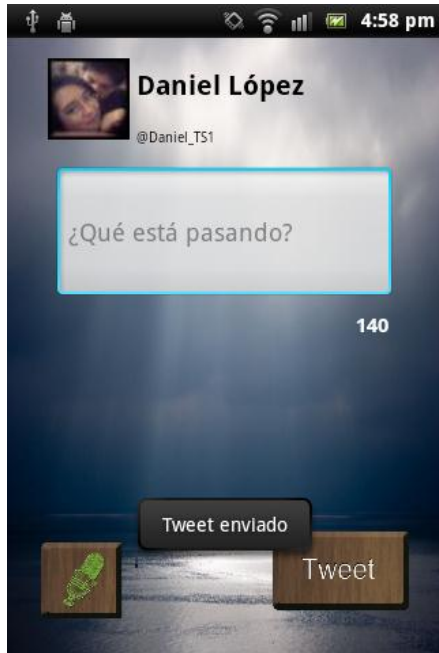 4:58 pm
Daniel López
@Daniel_TS1
¿Qué está pasando?
140
Tweet enviado
Tweet